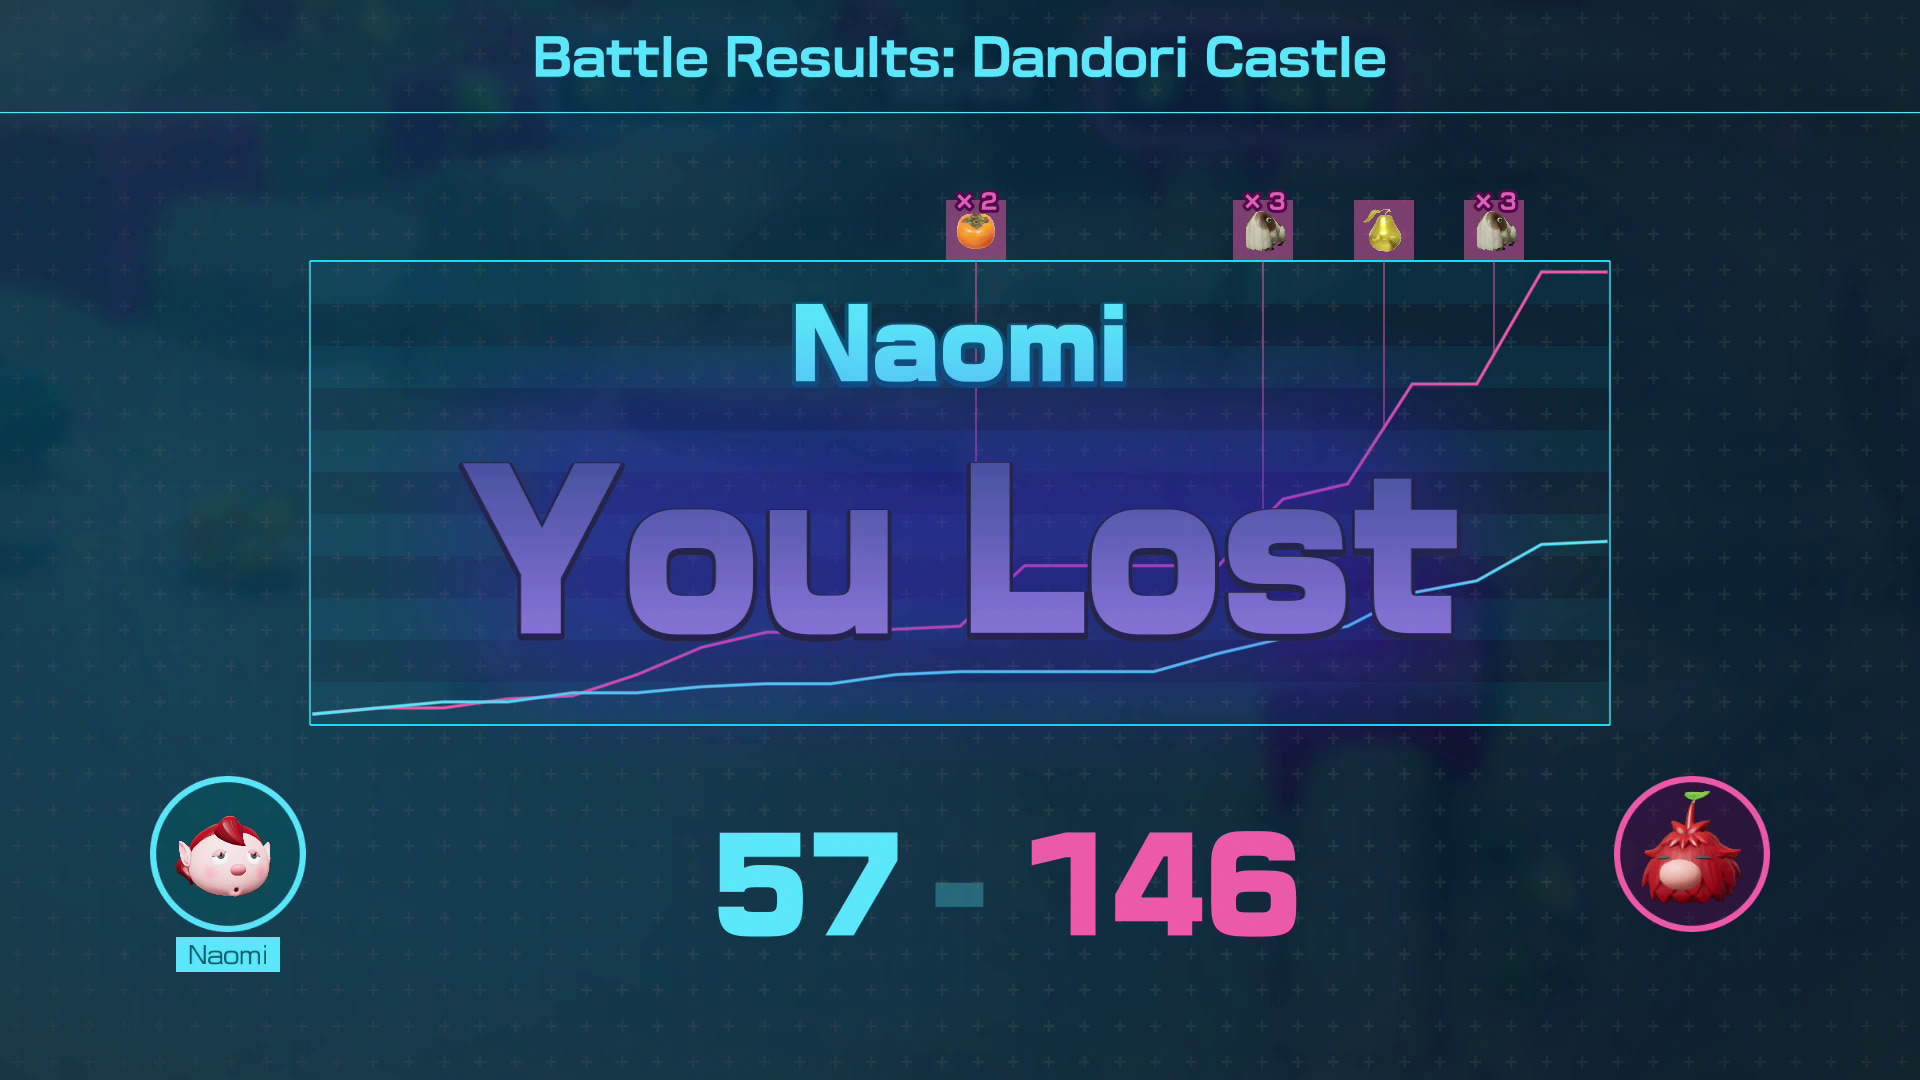 Battle Results: Dandori Castle
× 2
× 3
× 3
Naomi
You Lost
57 - 146
Naomi